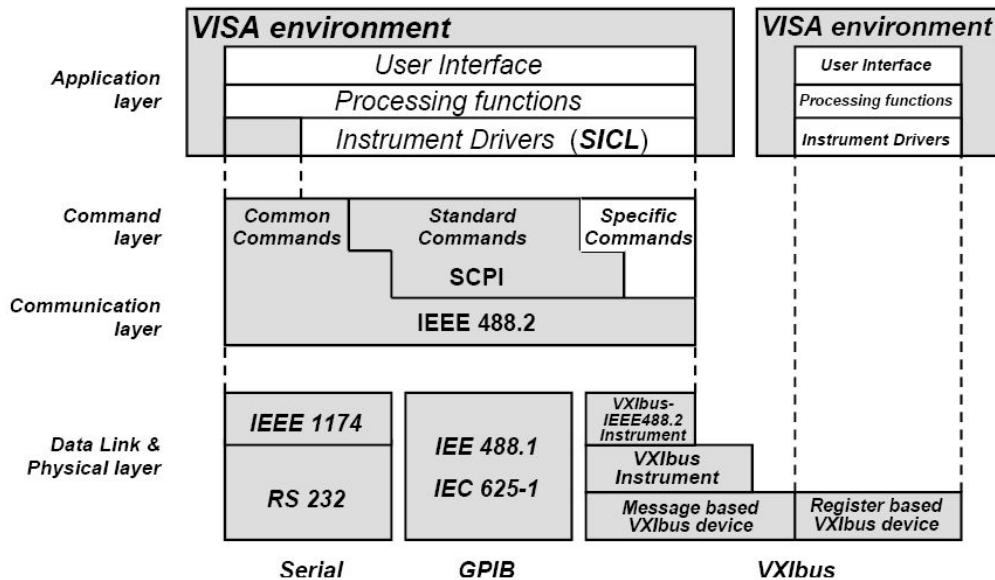 VISA environment
User Interface
Processing functions
Instrument Drivers (SICL)
VISA environment
User Interface
Processing functions
Instrument Drivers
Application
layer
Command
layer
Common
Commands
Standard
Commands
Specific
Commands
SCPI
Communication
layer
IEEE 488.2
Data Link &
Physical layer
IEEE 1174
RS 232
IEE 488.1
IEC 625-1
VXIbus-
IEEE488.2
Instrument
VXIbus
Instrument
Message based
VXIbus device
Register based
VXIbus device
Serial
GPIB
VXIbus